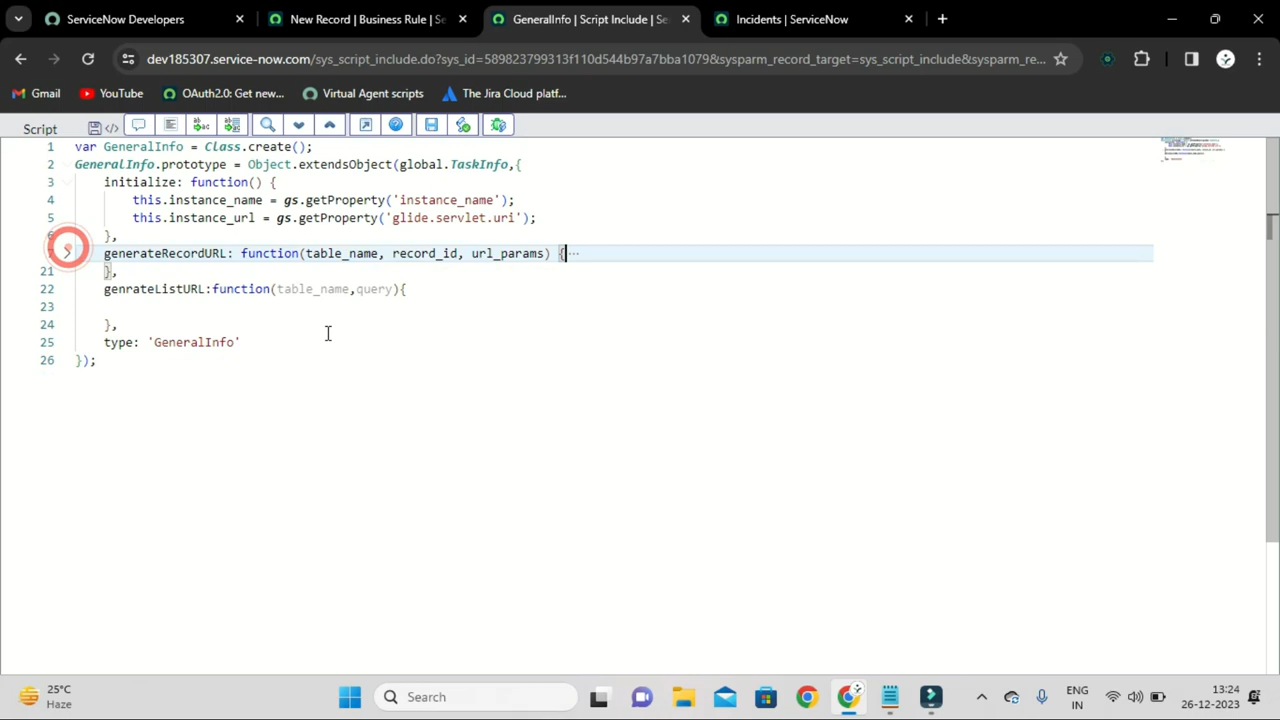 ServiceNow Developers
New Record | Business Rule | Se
GeneralInfo | Script Include | Se
Incidents | ServiceNow
dev185307.service-now.com/sys_script_include.do?sys_id=589823799313f110d544b97a7bba1079&sysparm_record_target=sys_script_include&sysparm_re...
Gmail
YouTube
OAuth2.0: Get new...
Virtual Agent scripts
The Jira Cloud platf...
Script
1 var GeneralInfo = Class.create();
2 GeneralInfo.prototype = Object.extendsObject(global.TaskInfo,{
3 initialize: function() {
4 this.instance_name = gs.getProperty('instance_name');
5 this.instance_url = gs.getProperty('glide.servlet.uri');
6 },
7 generateRecordURL: function(table_name, record_id, url_params) {...
21 },
22 genrateListURL:function(table_name,query){
23
24 },
25 type: 'GeneralInfo'
26 });
25°C
Haze
Search
ENG
IN
13:24
26-12-2023